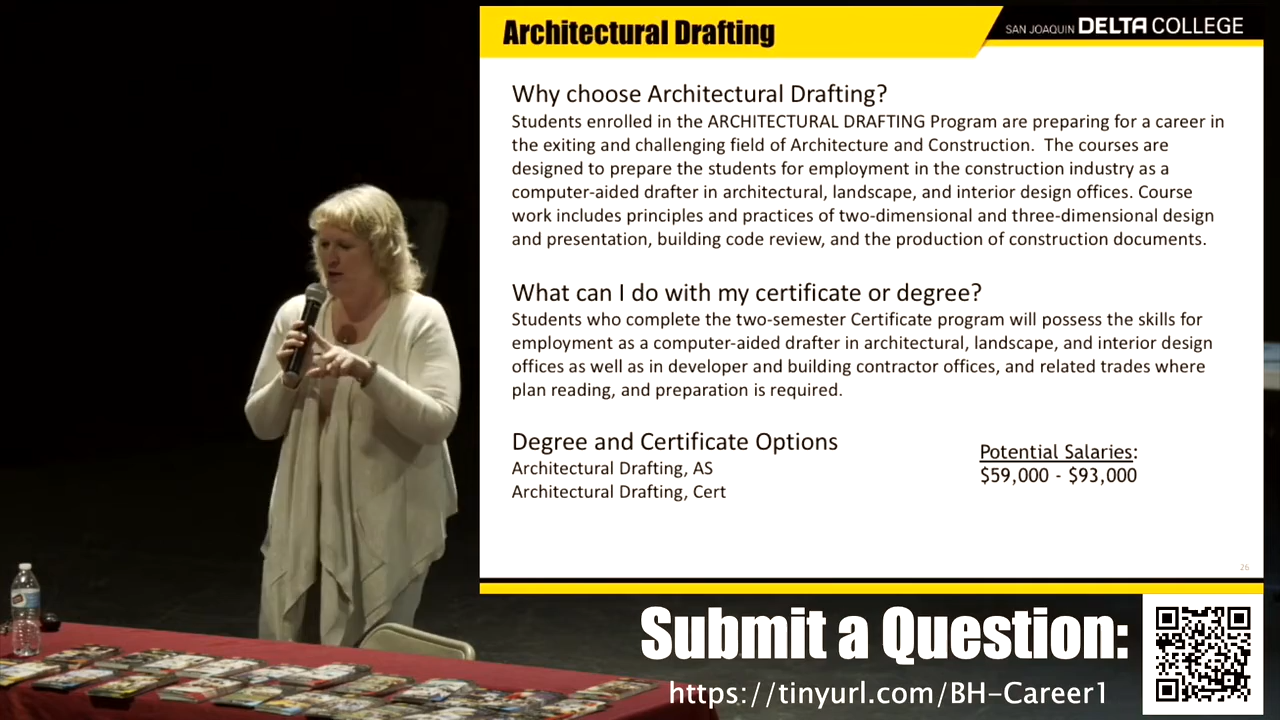 Architectural Drafting
SAN JOAQUIN DELTA COLLEGE
Why choose Architectural Drafting?
Students enrolled in the ARCHITECTURAL DRAFTING Program are preparing for a career in
the exiting and challenging field of Architecture and Construction.  The courses are
designed to prepare the students for employment in the construction industry as a
computer-aided drafter in architectural, landscape, and interior design offices. Course
work includes principles and practices of two-dimensional and three-dimensional design
and presentation, building code review, and the production of construction documents.
What can I do with my certificate or degree?
Students who complete the two-semester Certificate program will possess the skills for
employment as a computer-aided drafter in architectural, landscape, and interior design
offices as well as in developer and building contractor offices, and related trades where
plan reading, and preparation is required.
Degree and Certificate Options
Architectural Drafting, AS
Architectural Drafting, Cert
Potential Salaries:
$59,000 - $93,000
26
Submit a Question:
https://tinyurl.com/BH-Career1